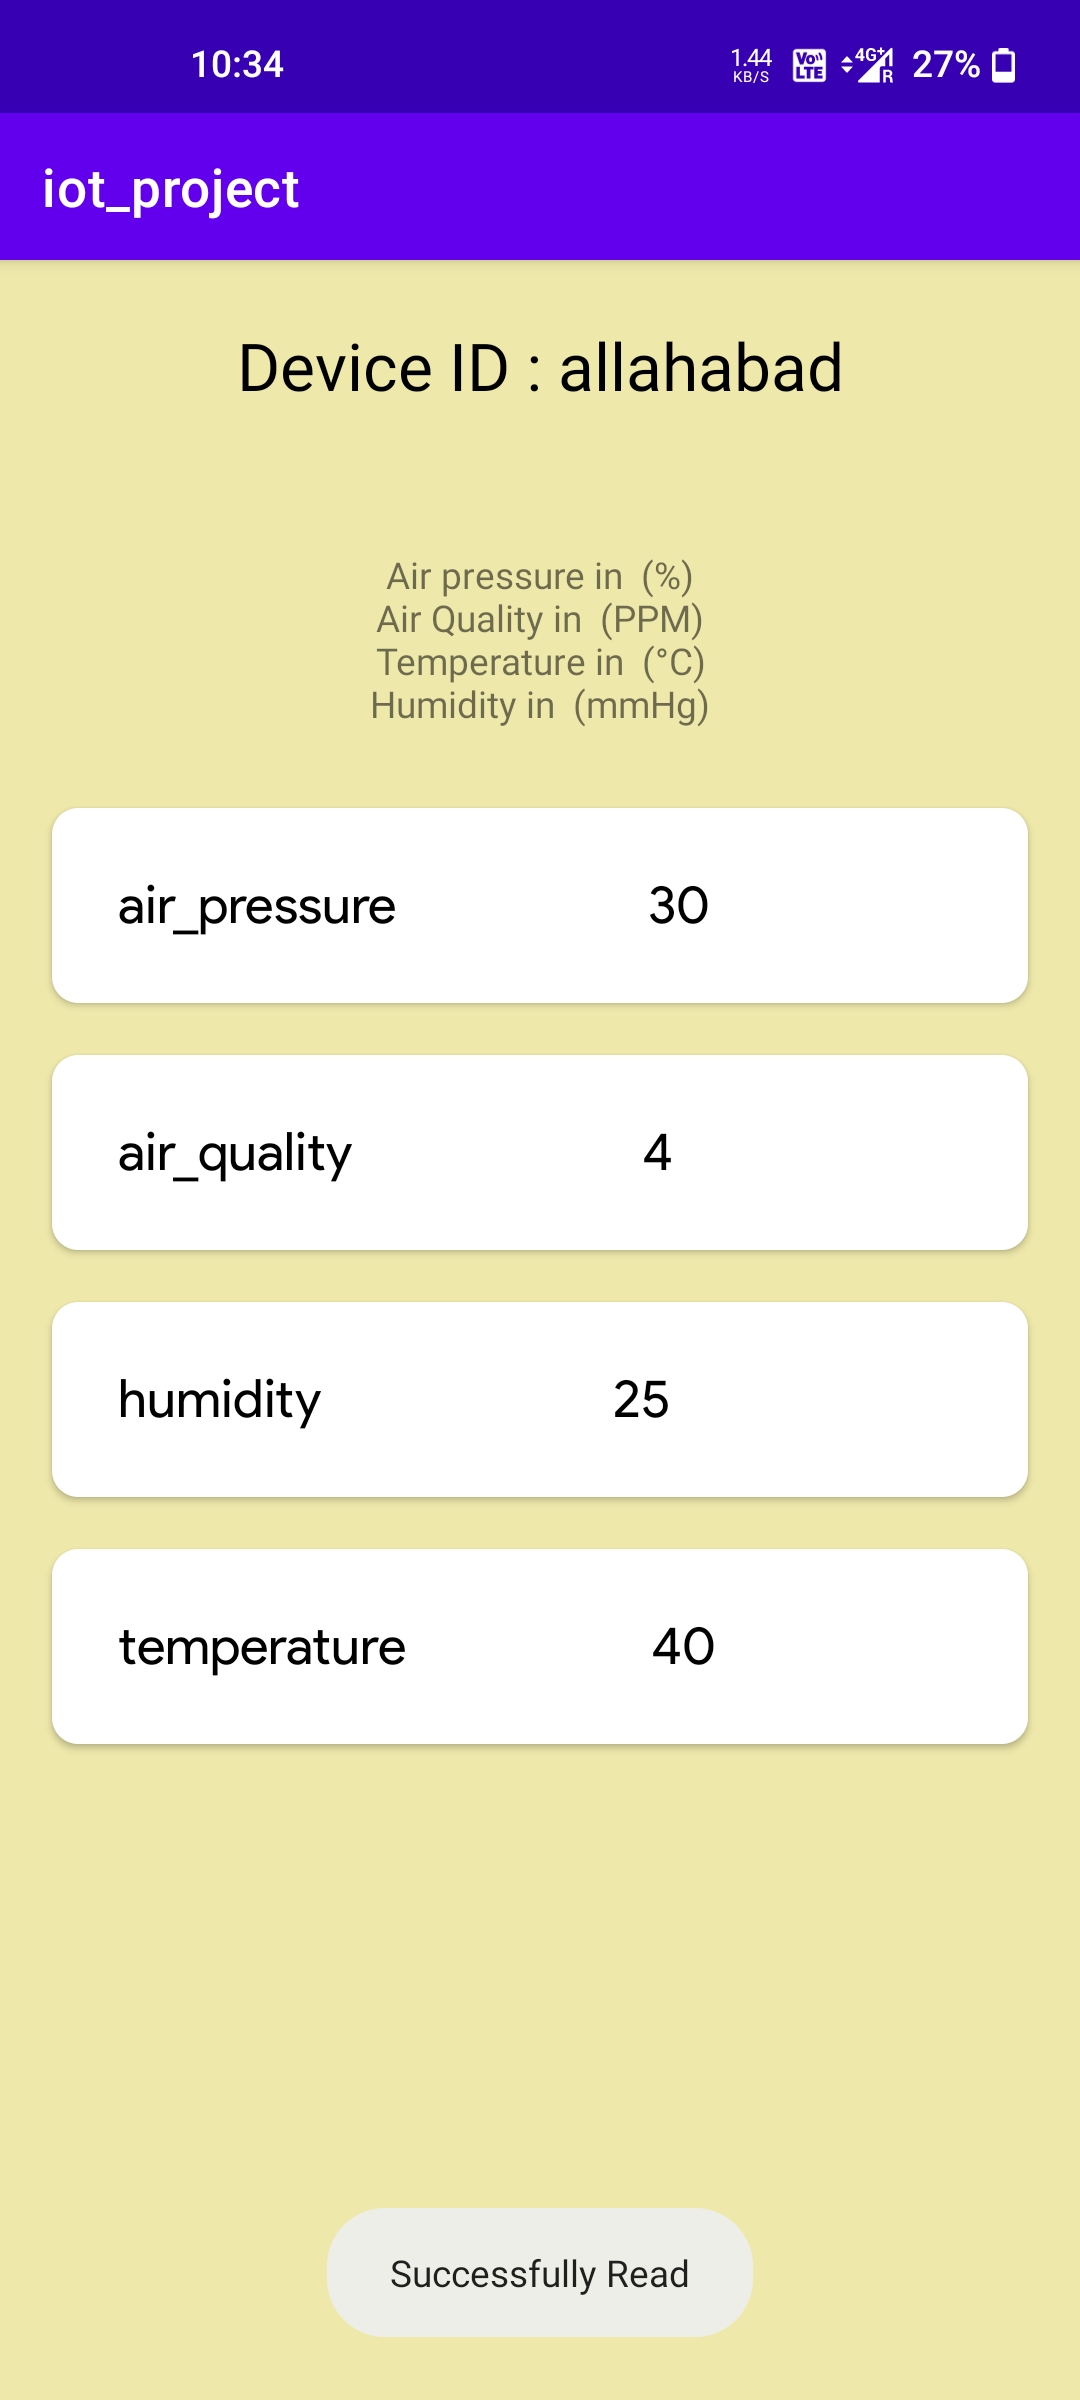 10:34 1.44 KB/S Vo LTE 4G+ R 27%
iot_project
Device ID : allahabad
Air pressure in (%)
Air Quality in (PPM)
Temperature in (°C)
Humidity in (mmHg)
air_pressure 30
air_quality 4
humidity 25
temperature 40
Successfully Read